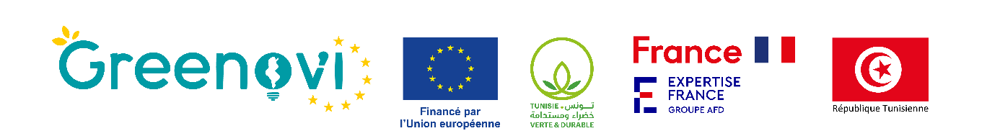 Greenovi
Financé par
l'Union européenne
TUNISIE تونس
خضراء ومستدامة
VERTE & DURABLE
France
EXPERTISE
FRANCE
GROUPE AFD
République Tunisienne